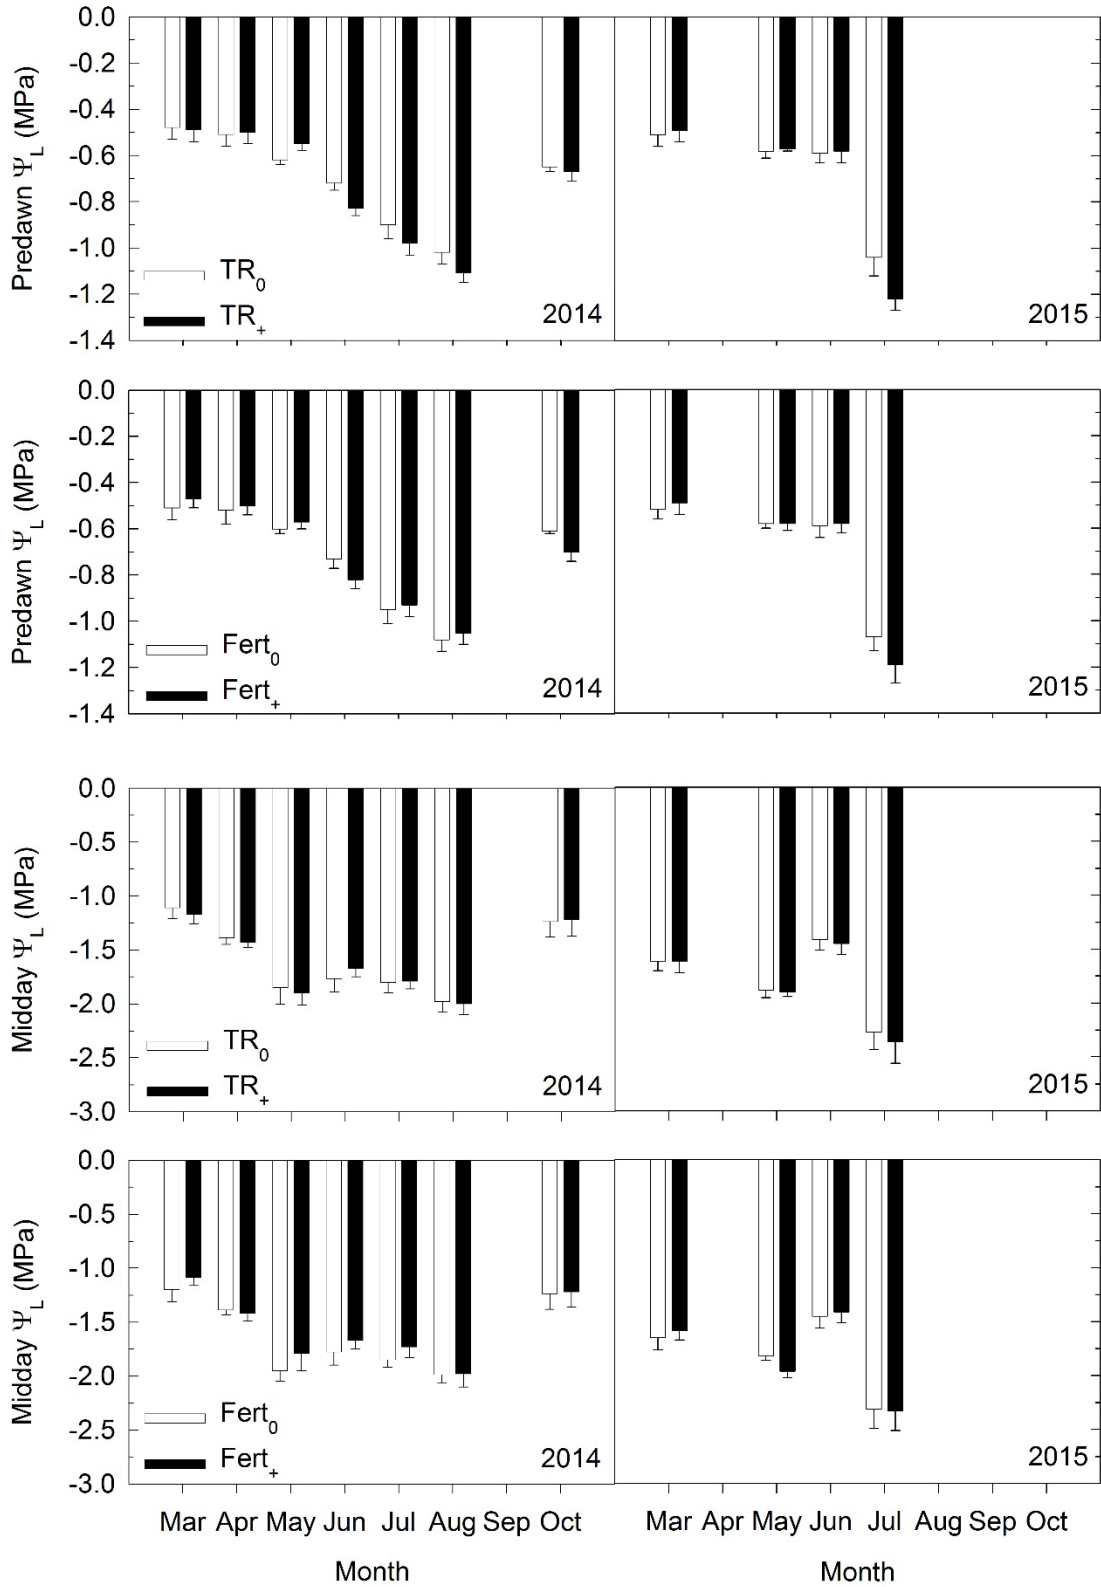 0.0
-0.2
-0.4
-0.6
-0.8
-1.0
-1.2
-1.4
Predawn ΨL (MPa)
TR0
TR+
2014
2015
0.0
-0.2
-0.4
-0.6
-0.8
-1.0
-1.2
-1.4
Predawn ΨL (MPa)
Fert0
Fert+
2014
2015
0.0
-0.5
-1.0
-1.5
-2.0
-2.5
-3.0
Midday ΨL (MPa)
TR0
TR+
2014
2015
0.0
-0.5
-1.0
-1.5
-2.0
-2.5
-3.0
Midday ΨL (MPa)
Fert0
Fert+
2014
2015
Mar Apr May Jun Jul Aug Sep Oct
Mar Apr May Jun Jul Aug Sep Oct
Month
Month